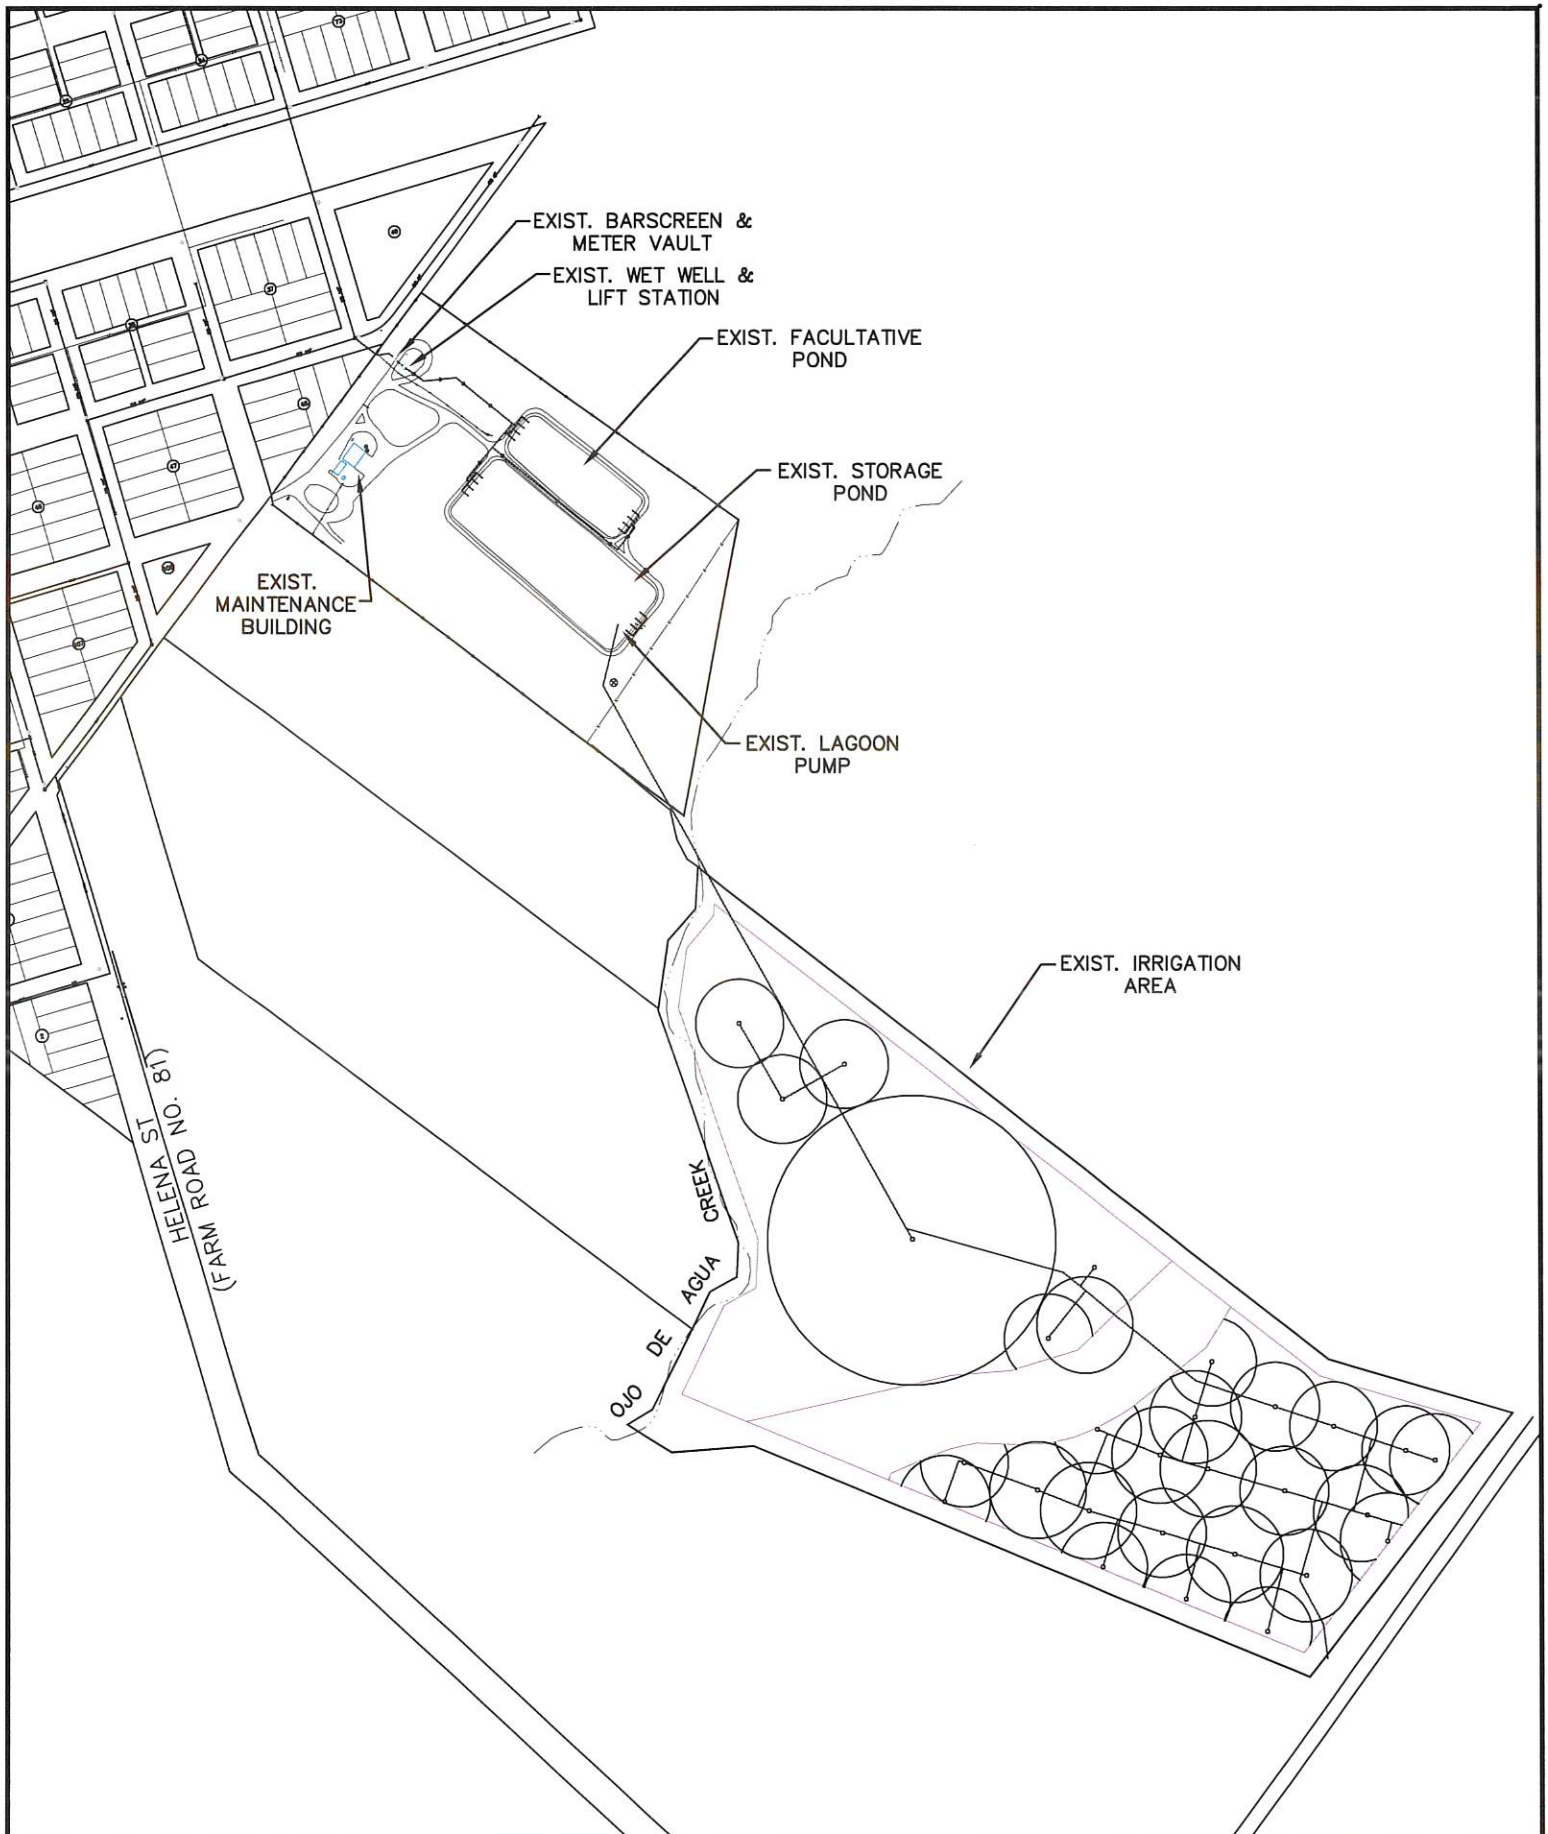 EXIST. BARSCREEN &
METER VAULT
EXIST. WET WELL &
LIFT STATION
EXIST. FACULTATIVE
POND
EXIST. STORAGE
POND
EXIST.
MAINTENANCE
BUILDING
EXIST. LAGOON
PUMP
EXIST. IRRIGATION
AREA
HELENA ST
(FARM ROAD NO. 81)
OJO DE AGUA CREEK
2